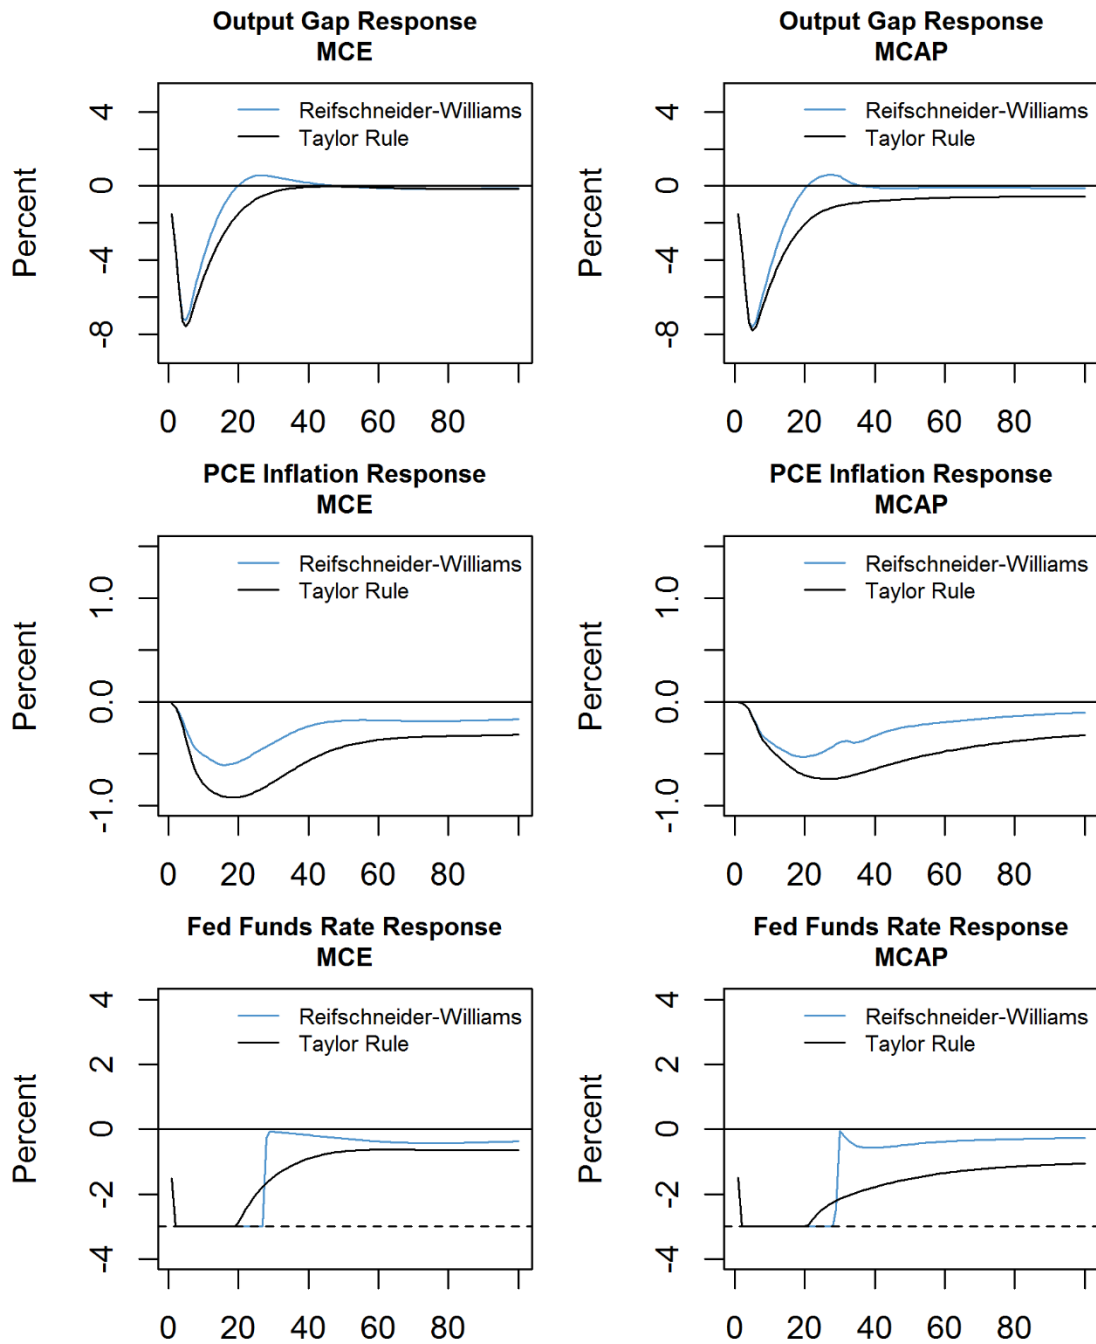 Output Gap Response
MCE
Output Gap Response
MCAP
Reifschneider-Williams
Taylor Rule
Reifschneider-Williams
Taylor Rule
Percent
4
0
-4
-8
Percent
4
0
-4
-8
0 20 40 60 80
0 20 40 60 80
PCE Inflation Response
MCE
PCE Inflation Response
MCAP
Reifschneider-Williams
Taylor Rule
Reifschneider-Williams
Taylor Rule
Percent
1.0
0.0
-1.0
Percent
1.0
0.0
-1.0
0 20 40 60 80
0 20 40 60 80
Fed Funds Rate Response
MCE
Fed Funds Rate Response
MCAP
Reifschneider-Williams
Taylor Rule
Reifschneider-Williams
Taylor Rule
Percent
4
2
0
-2
-4
Percent
4
2
0
-2
-4
0 20 40 60 80
0 20 40 60 80